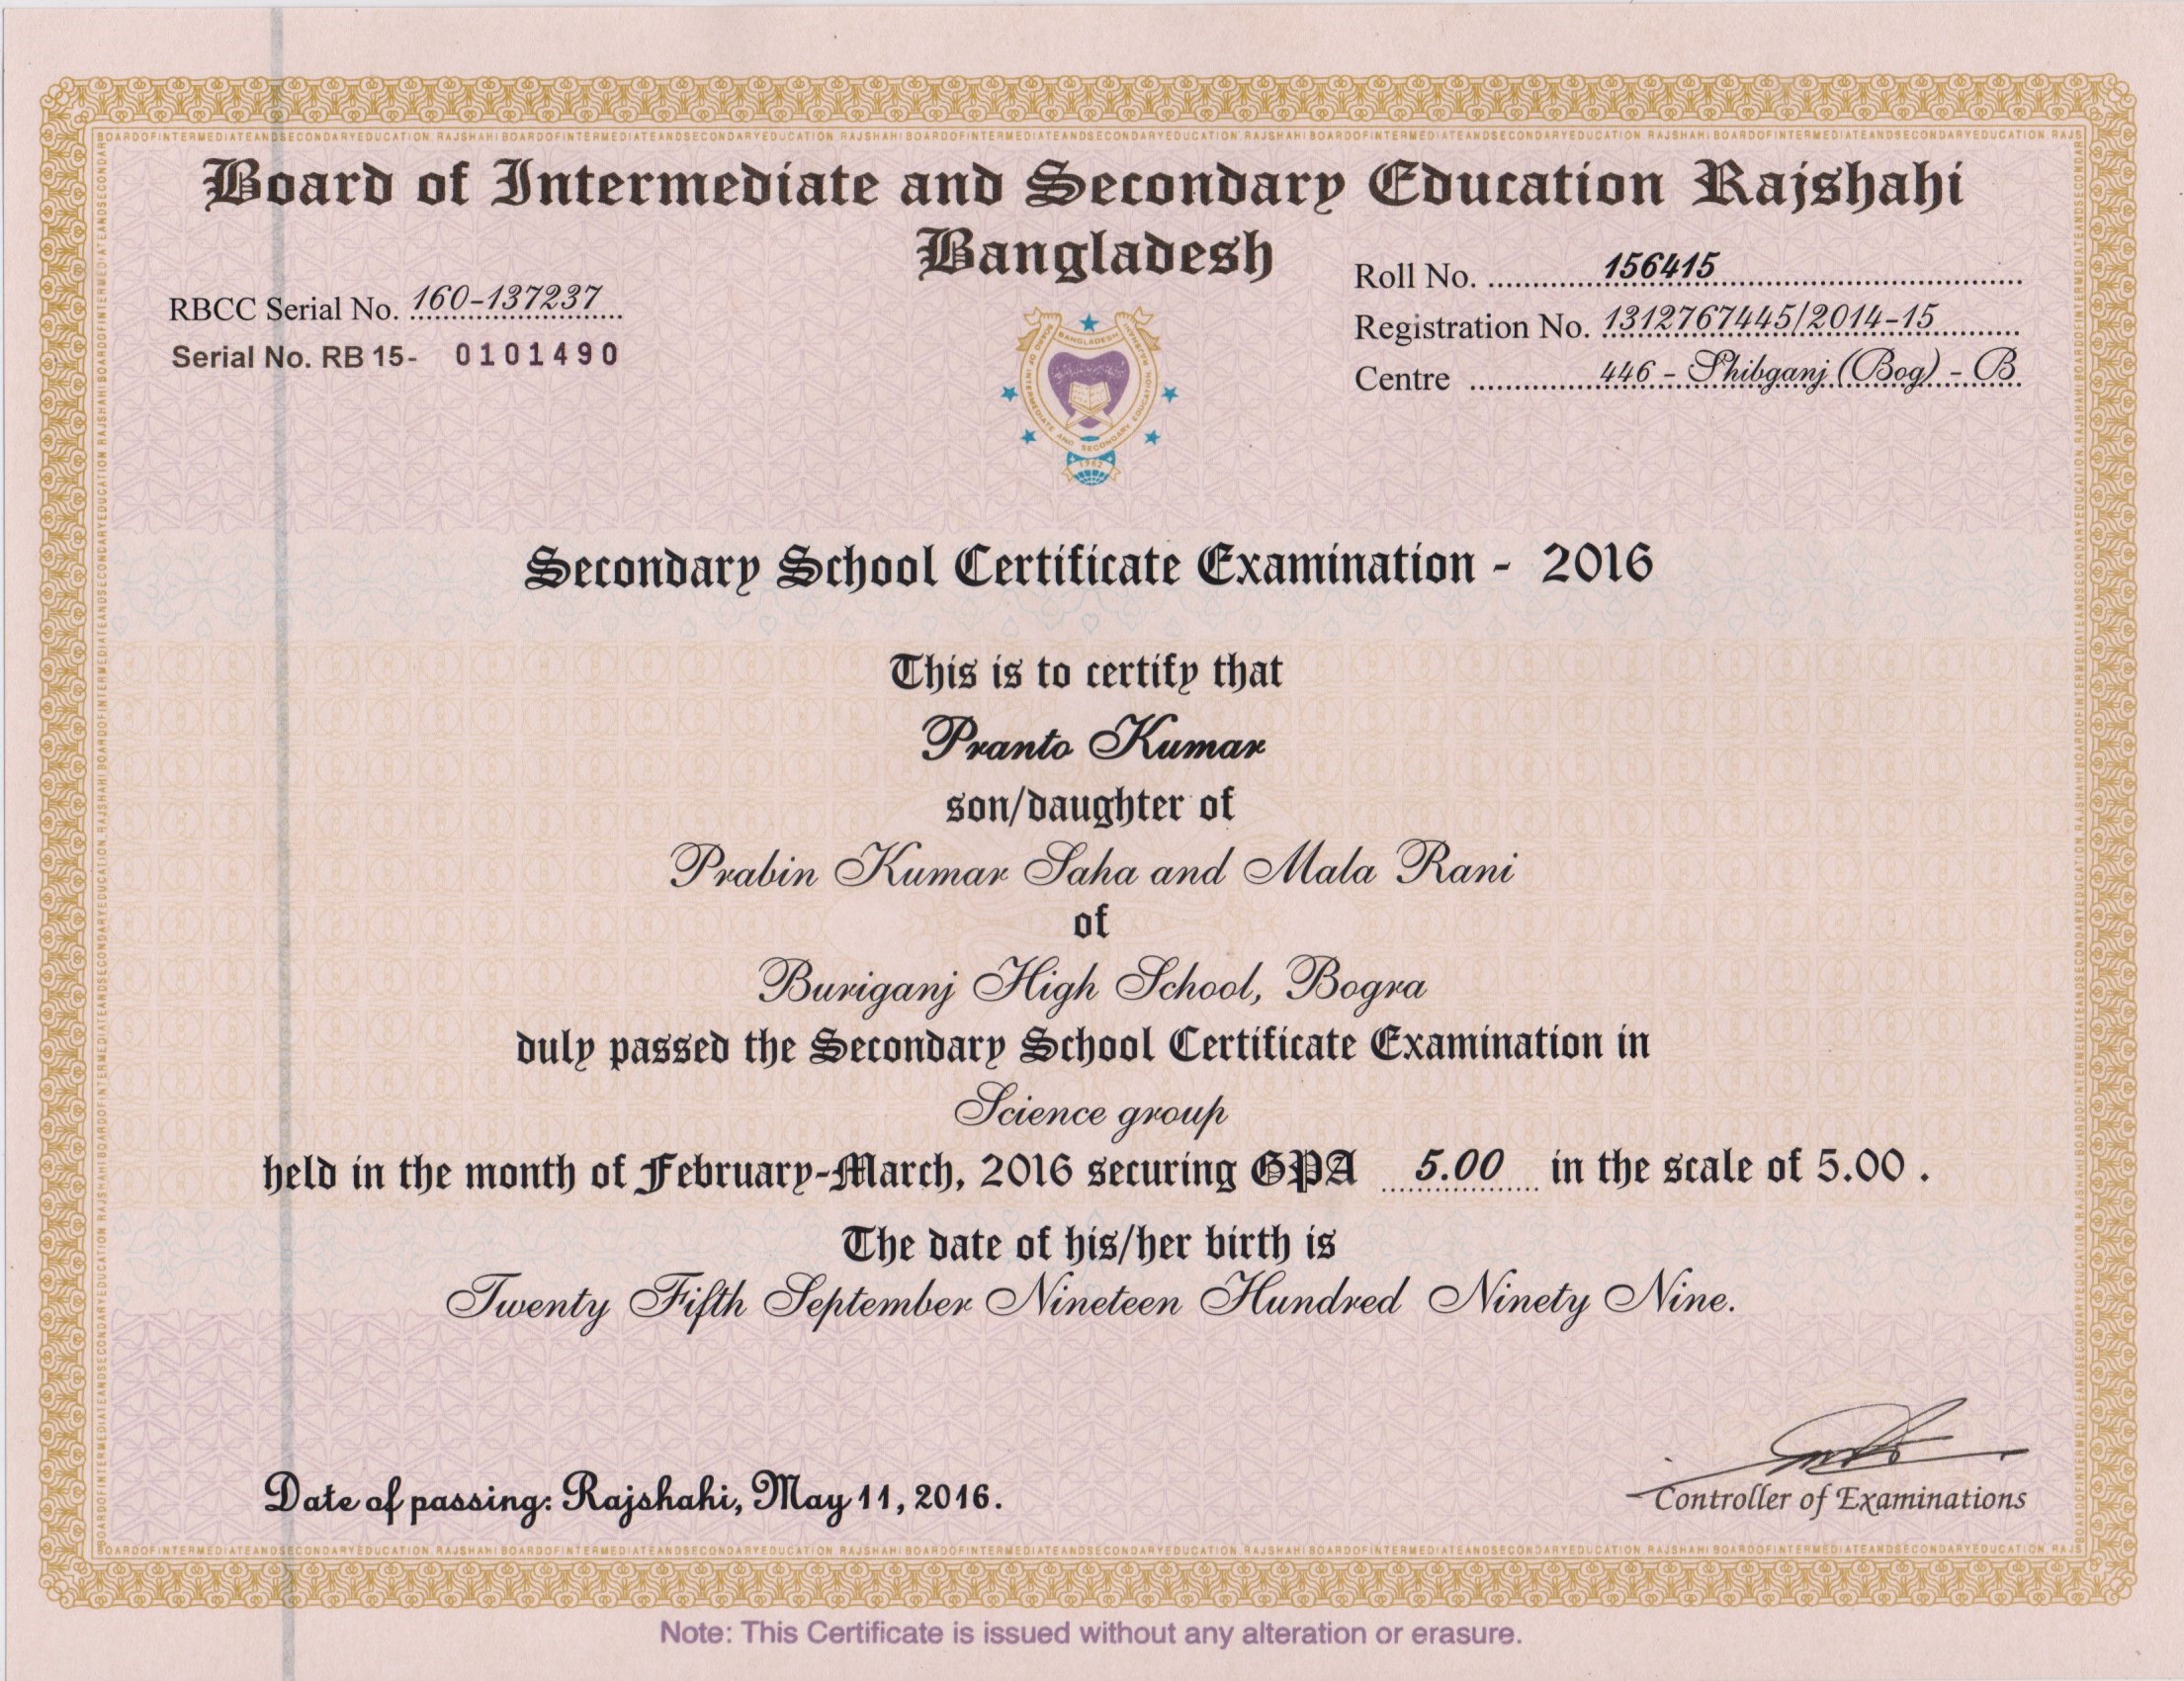 Board of Intermediate and Secondary Education Rajshahi
Bangladesh
RBCC Serial No. 160-137237
Serial No. RB 15- 0101490
Roll No. 156415
Registration No. 1312767445/2014-15
Centre 446 - Shibganj (Bog) - B
BOARD OF INTERMEDIATE AND SECONDARY EDUCATION RAJSHAHI
BANGLADESH
1962
Secondary School Certificate Examination - 2016
This is to certify that
Pranto Kumar
son/daughter of
Prabin Kumar Saha and Mala Rani
of
Buriganj High School, Bogra
duly passed the Secondary School Certificate Examination in
Science group
held in the month of February-March, 2016 securing GPA 5.00 in the scale of 5.00 .
The date of his/her birth is
Twenty Fifth September Nineteen Hundred Ninety Nine.
Date of passing: Rajshahi, May 11, 2016.
Controller of Examinations
Note: This Certificate is issued without any alteration or erasure.